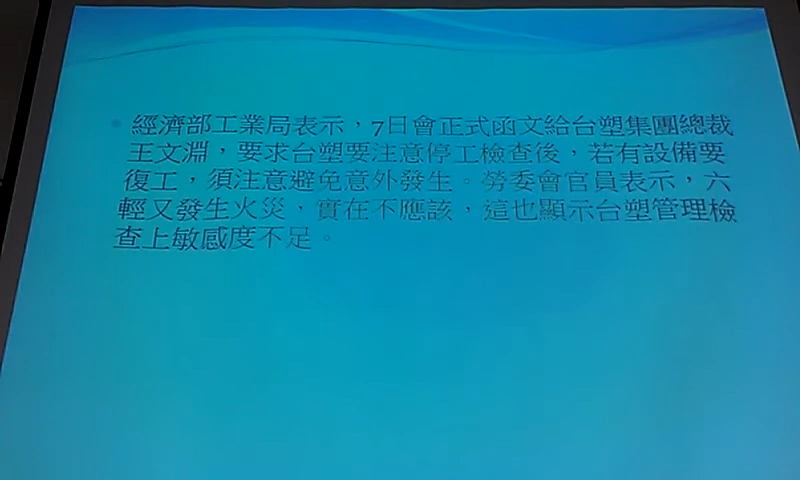 經濟部工業局表示，7日會正式函文給台塑集團總裁
王文淵，要求台塑要注意停工檢查後，若有設備要
復工，須注意避免意外發生。勞委會官員表示，六
輕又發生火災，實在不應該，這也顯示台塑管理檢
查上敏感度不足。